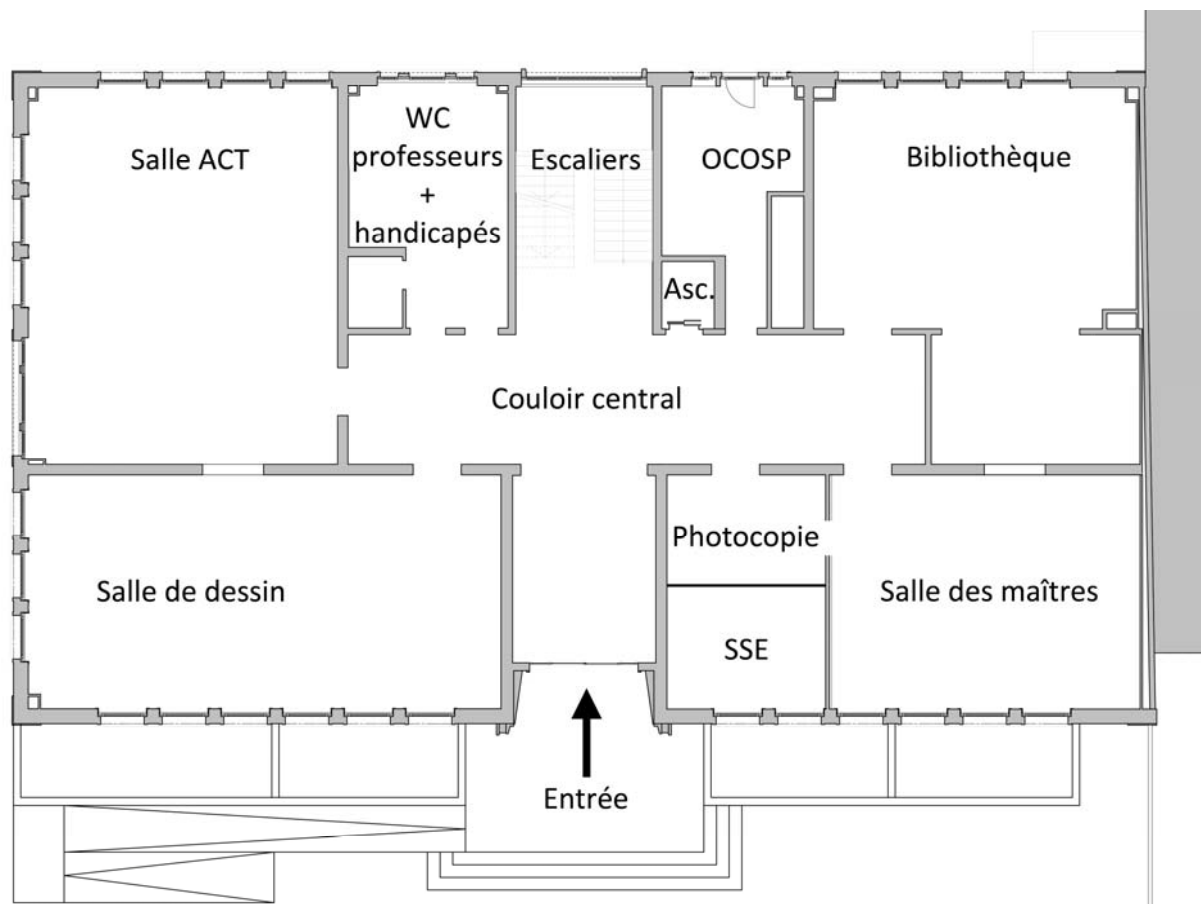 Salle ACT
WC
professeurs
+
handicapés
Escaliers
OCOSP
Bibliothèque
Asc.
Couloir central
Salle de dessin
Photocopie
SSE
Salle des maîtres
Entrée